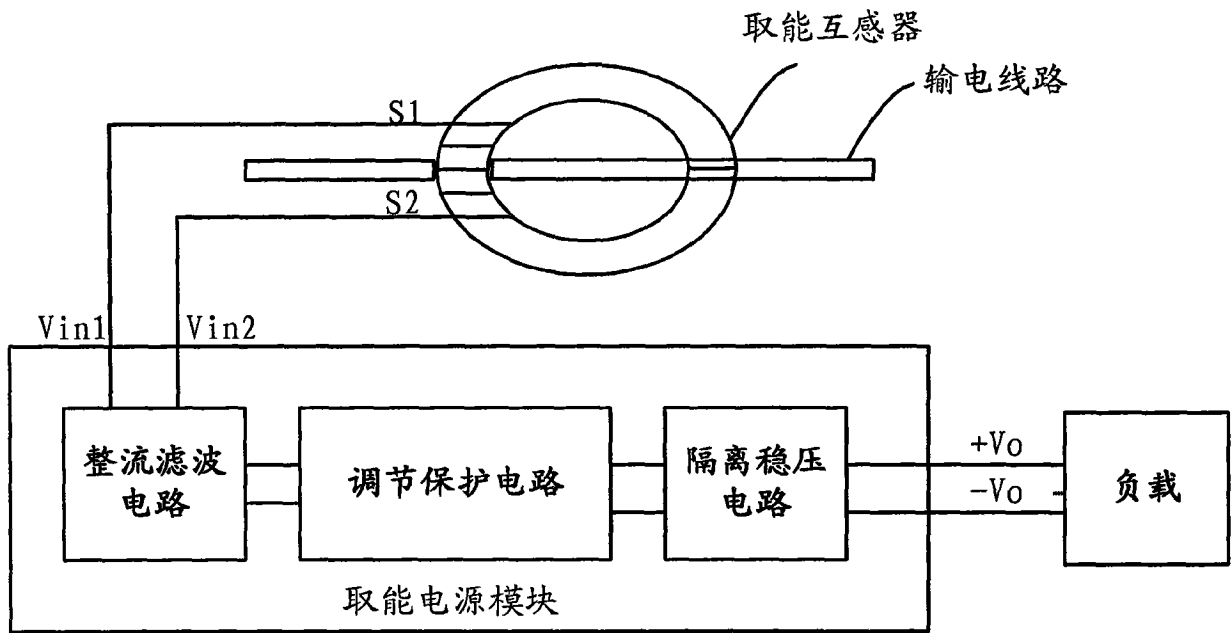 取能互感器
输电线路
S1
S2
Vin1
Vin2
整流滤波
电路
调节保护电路
隔离稳压
电路
+Vo
-Vo
负载
取能电源模块